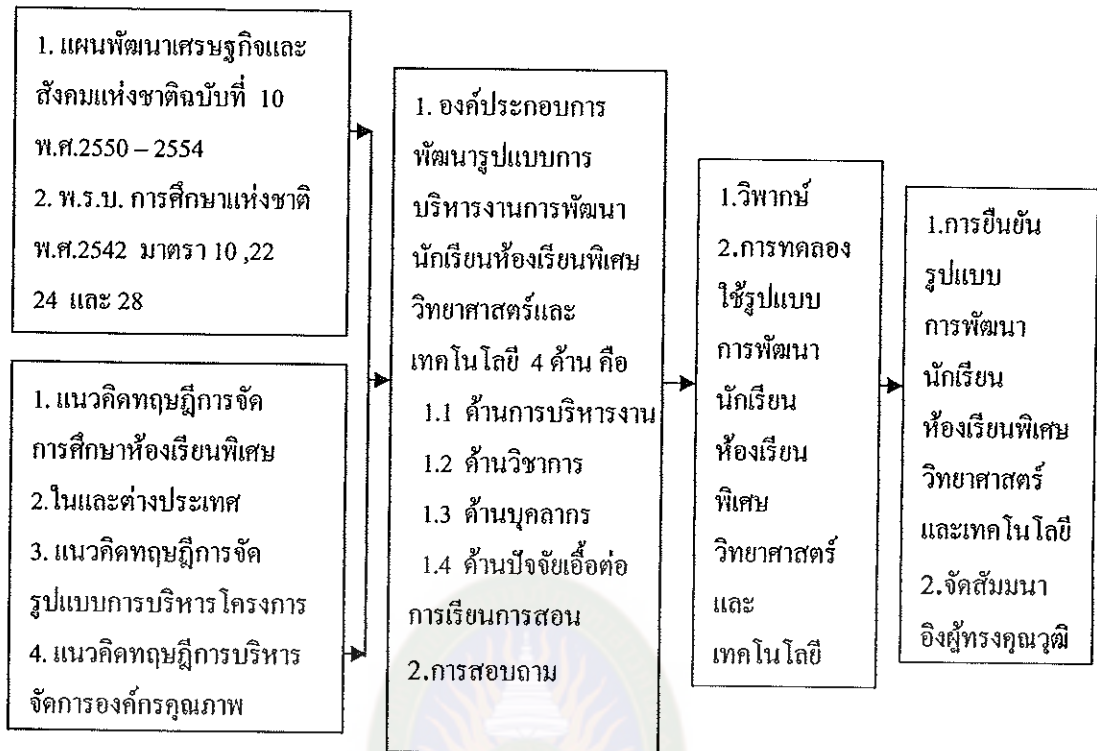 1. แผนพัฒนาเศรษฐกิจและ
สังคมแห่งชาติฉบับที่ 10
พ.ศ.2550 – 2554
2. พ.ร.บ. การศึกษาแห่งชาติ
พ.ศ.2542 มาตรา 10 ,22
24 และ 28
1. แนวคิดทฤษฎีการจัด
การศึกษาห้องเรียนพิเศษ
2.ในและต่างประเทศ
3. แนวคิดทฤษฎีการจัด
รูปแบบการบริหารโครงการ
4. แนวคิดทฤษฎีการบริหาร
จัดการองค์กรคุณภาพ
1. องค์ประกอบการ
พัฒนารูปแบบการ
บริหารงานการพัฒนา
นักเรียนห้องเรียนพิเศษ
วิทยาศาสตร์และ
เทคโนโลยี 4 ด้าน คือ
1.1 ด้านการบริหารงาน
1.2 ด้านวิชาการ
1.3 ด้านบุคลากร
1.4 ด้านปัจจัยเอื้อต่อ
การเรียนการสอน
2.การสอบถาม
1.วิพากษ์
2.การทดลอง
ใช้รูปแบบ
การพัฒนา
นักเรียน
ห้องเรียน
พิเศษ
วิทยาศาสตร์
และ
เทคโนโลยี
1.การยืนยัน
รูปแบบ
การพัฒนา
นักเรียน
ห้องเรียนพิเศษ
วิทยาศาสตร์
และเทคโนโลยี
2.จัดสัมมนา
อิงผู้ทรงคุณวุฒิ